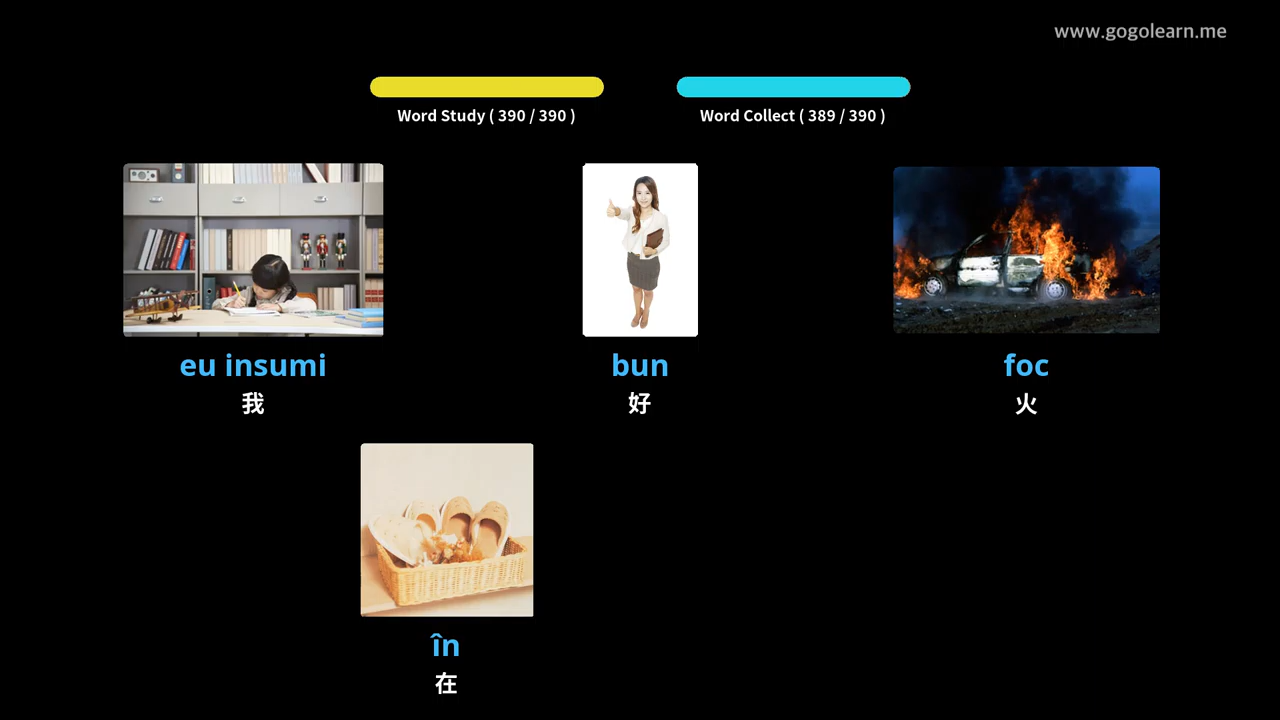 www.gogolearn.me
Word Study ( 390 / 390 )
Word Collect ( 389 / 390 )
eu insumi
我
bun
好
foc
火
în
在